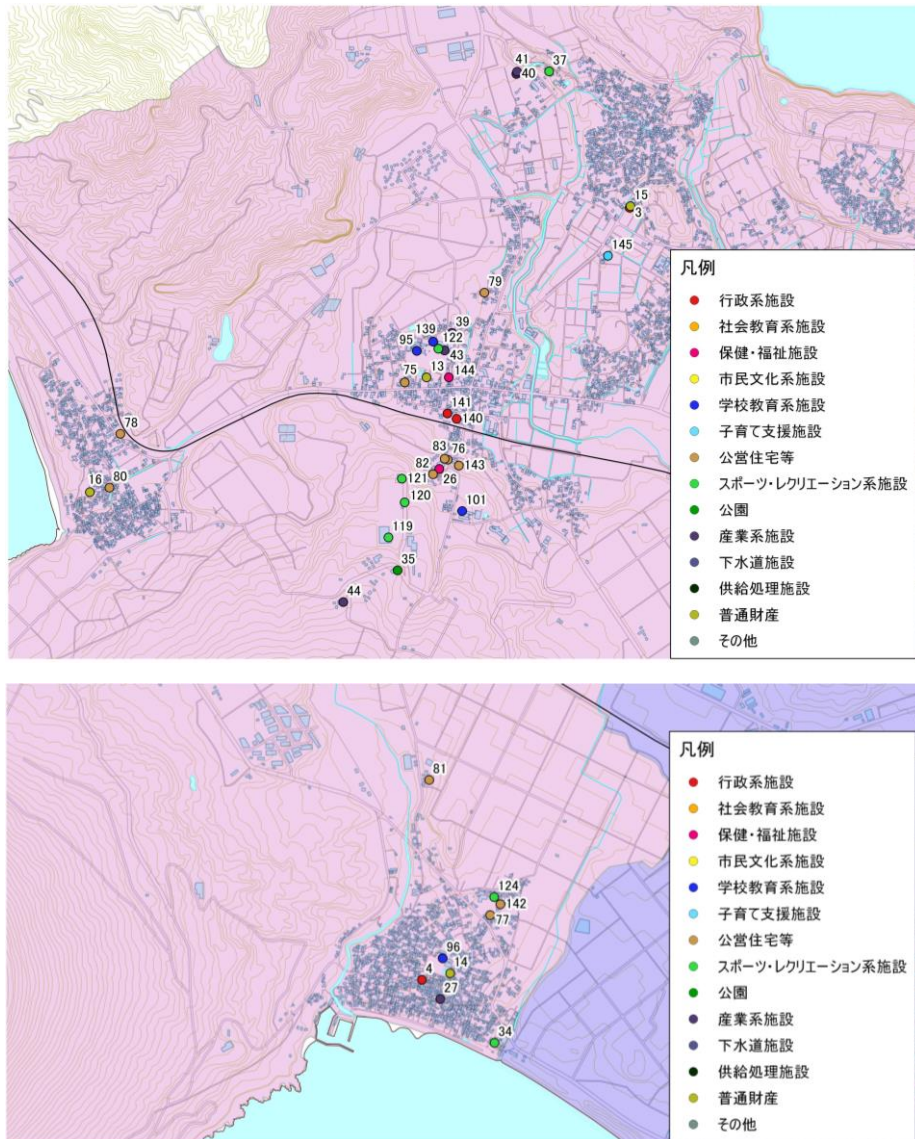 41
37
40
15
3
145
79
39
139
122
95
43
13
144
75
141
140
78
83
76
82
143
26
80
16
121
120
101
119
35
44
凡例
行政系施設
社会教育系施設
保健・福祉施設
市民文化系施設
学校教育系施設
子育て支援施設
公営住宅等
スポーツ・レクリエーション系施設
公園
産業系施設
下水道施設
供給処理施設
普通財産
その他
81
124
142
77
96
14
4
27
34
凡例
行政系施設
社会教育系施設
保健・福祉施設
市民文化系施設
学校教育系施設
子育て支援施設
公営住宅等
スポーツ・レクリエーション系施設
公園
産業系施設
下水道施設
供給処理施設
普通財産
その他